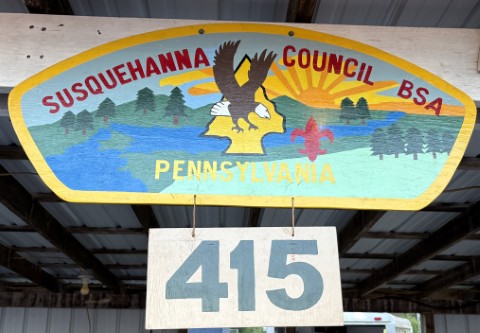 SUSQUEHANNA COUNCIL BSA
PENNSYLVANIA
415